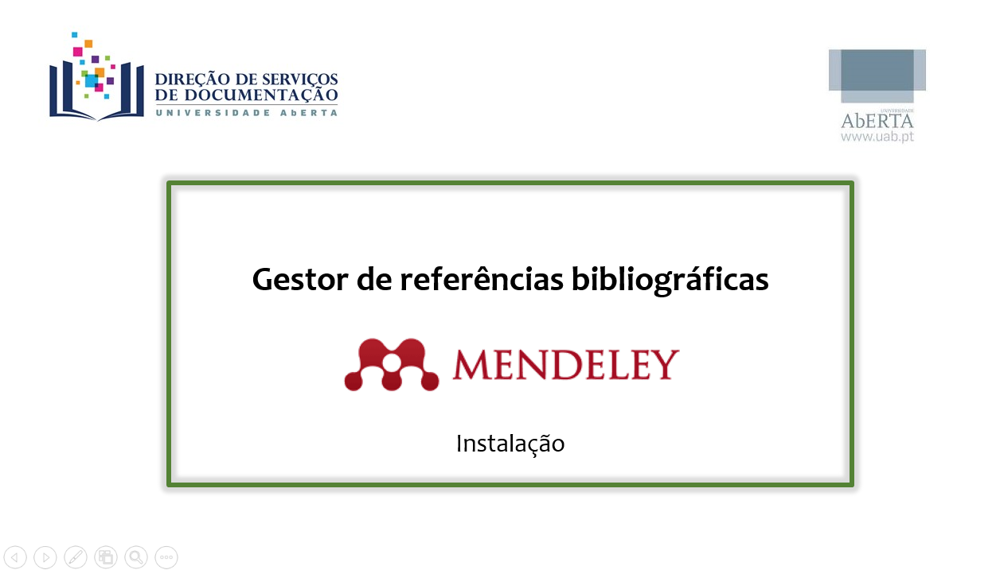 DIREÇÃO DE SERVIÇOS
DE DOCUMENTAÇÃO
UNIVERSIDADE AbERTA
UNIVERSIDADE
AbERTA
www.uab.pt
Gestor de referências bibliográficas
MENDELEY
Instalação